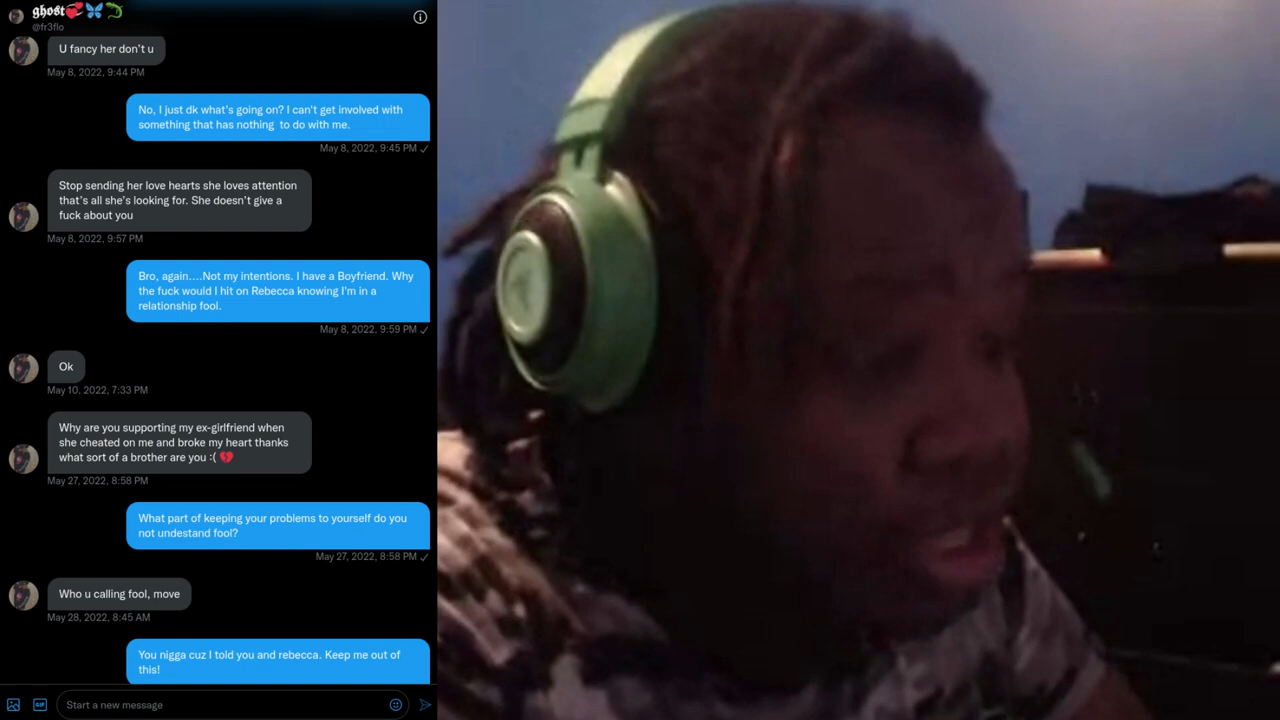 ghost💞🦋🐉
@fr3flo
U fancy her don't u
May 8, 2022, 9:44 PM
No, I just dk what's going on? I can't get involved with
something that has nothing to do with me.
May 8, 2022, 9:45 PM ✓
Stop sending her love hearts she loves attention
that's all she's looking for. She doesn't give a
fuck about you
May 8, 2022, 9:57 PM
Bro, again....Not my intentions. I have a Boyfriend. Why
the fuck would I hit on Rebecca knowing I'm in a
relationship fool.
May 8, 2022, 9:59 PM ✓
Ok
May 10, 2022, 7:33 PM
Why are you supporting my ex-girlfriend when
she cheated on me and broke my heart thanks
what sort of a brother are you :( 💔
May 27, 2022, 8:58 PM
What part of keeping your problems to yourself do you
not undestand fool?
May 27, 2022, 8:58 PM ✓
Who u calling fool, move
May 28, 2022, 8:45 AM
You nigga cuz I told you and rebecca. Keep me out of
this!
GIF
Start a new message